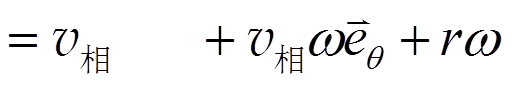 = v相 + v相ωe⃗θ + rω